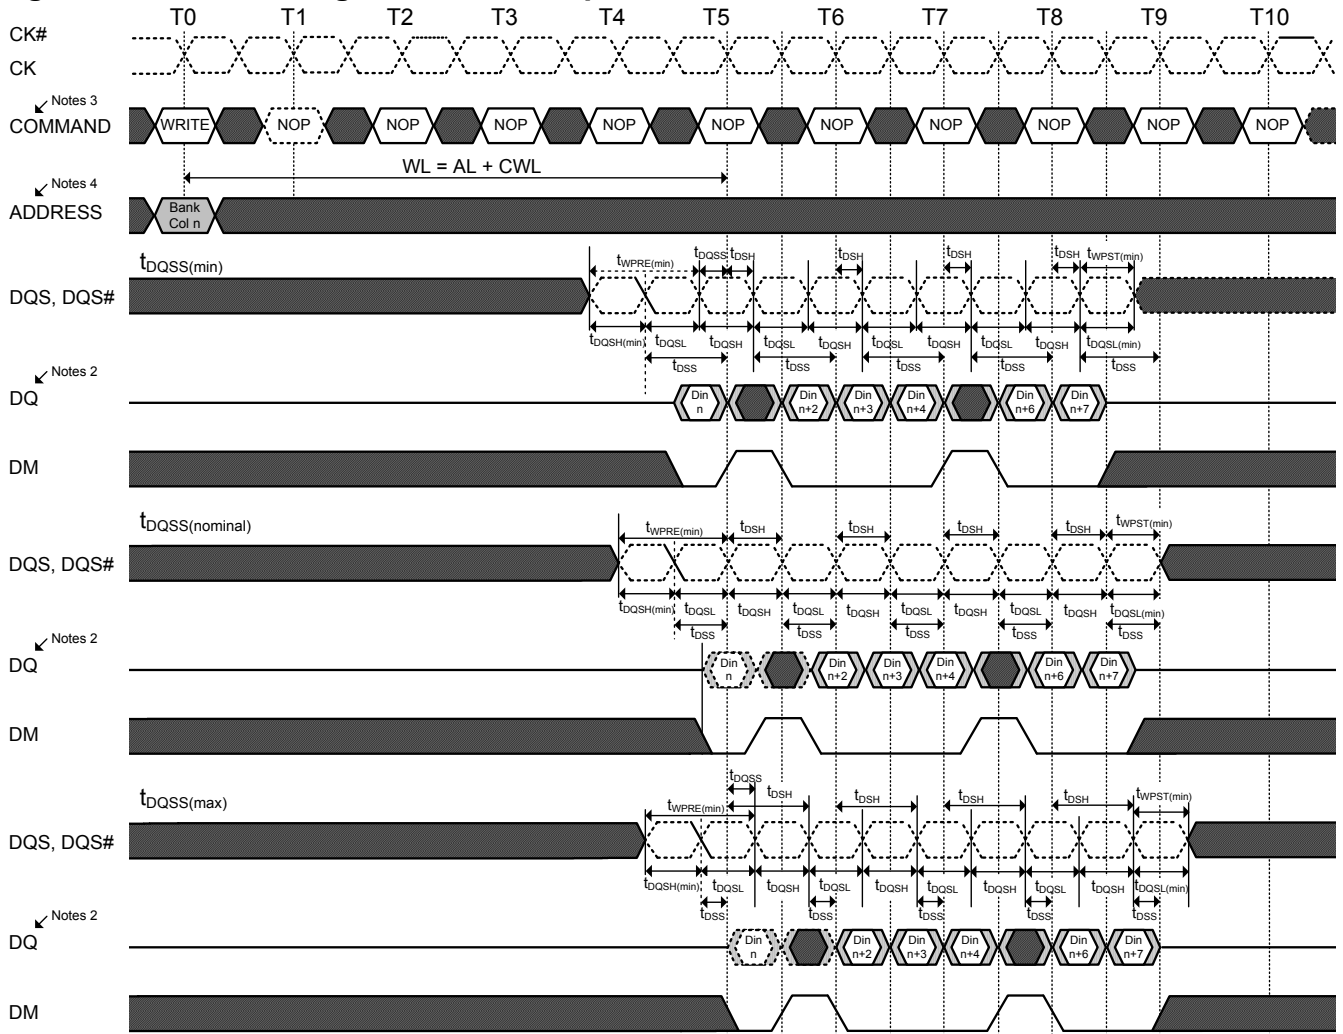 T0 T1 T2 T3 T4 T5 T6 T7 T8 T9 T10
CK#
CK
Notes 3
COMMAND WRITE NOP NOP NOP NOP NOP NOP NOP NOP NOP NOP
WL = AL + CWL
Notes 4
ADDRESS Bank
Col n
tDQSS(min) tWPRE(min) tDQSS tDSH tDSH tDSH tDSH tWPST(min)
DQS, DQS#
tDQSH(min) tDQSL tDQSH tDQSL tDQSH tDQSL tDQSH tDQSL tDQSH tDQSL(min)
tDSS tDSS tDSS tDSS tDSS
Notes 2
DQ Din n Din n+2 Din n+3 Din n+4 Din n+6 Din n+7
DM
tDQSS(nominal) tWPRE(min) tDSH tDSH tDSH tDSH tWPST(min)
DQS, DQS#
tDQSH(min) tDQSL tDQSH tDQSL tDQSH tDQSL tDQSH tDQSL tDQSH tDQSL(min)
tDSS tDSS tDSS tDSS tDSS
Notes 2
DQ Din n Din n+2 Din n+3 Din n+4 Din n+6 Din n+7
DM
tDQSS
tDQSS(max) tWPRE(min) tDSH tDSH tDSH tDSH tWPST(min)
DQS, DQS#
tDQSH(min) tDQSL tDQSH tDQSL tDQSH tDQSL tDQSH tDQSL tDQSH tDQSL(min)
tDSS tDSS tDSS tDSS tDSS
Notes 2
DQ Din n Din n+2 Din n+3 Din n+4 Din n+6 Din n+7
DM